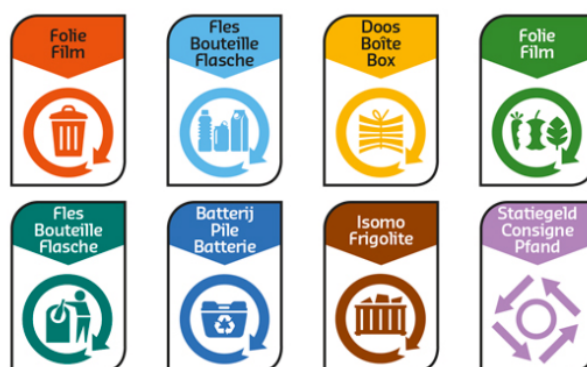 Folie
Film
Fles
Bouteille
Flasche
Doos
Boîte
Box
Folie
Film
Fles
Bouteille
Flasche
Batterij
Pile
Batterie
Isomo
Frigolite
Statiegeld
Consigne
Pfand